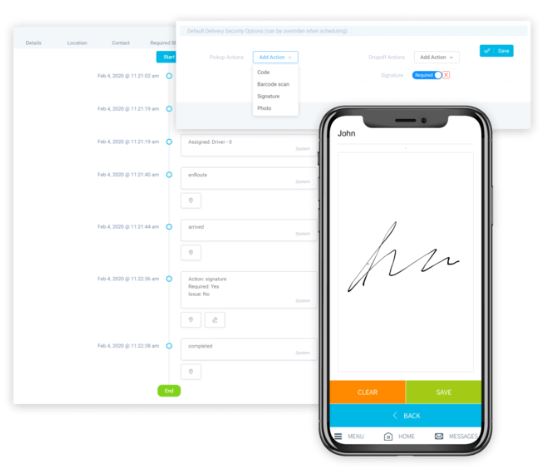 Default Delivery Security Options (can be overriden when scheduling)
Save
Details Location Contact
Pickup Actions Add Action Dropoff Actions Add Action
Start
Code
Barcode scan
Signature
Photo
Signature Required X
Feb 4, 2020 @ 11:21:02 am
Feb 4, 2020 @ 11:21:19 am
Feb 4, 2020 @ 11:21:19 am
Assigned: Driver - 8
System
Feb 4, 2020 @ 11:21:40 am
enRoute
System
Feb 4, 2020 @ 11:21:44 am
arrived
System
Feb 4, 2020 @ 11:22:36 am
Action: signature
Required: Yes
Issue: No
System
Feb 4, 2020 @ 11:22:38 am
completed
System
End
John
CLEAR SAVE
BACK
MENU HOME MESSAGES